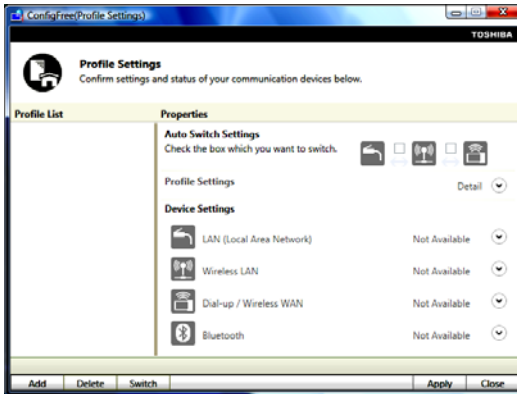 ConfigFree(Profile Settings)
TOSHIBA
Profile Settings
Confirm settings and status of your communication devices below.
Profile List
Properties
Auto Switch Settings
Check the box which you want to switch.
Profile Settings
Detail
Device Settings
LAN (Local Area Network)
Not Available
Wireless LAN
Not Available
Dial-up / Wireless WAN
Not Available
Bluetooth
Not Available
Add
Delete
Switch
Apply
Close